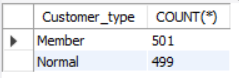 Customer_type COUNT(*)
Member 501
Normal 499